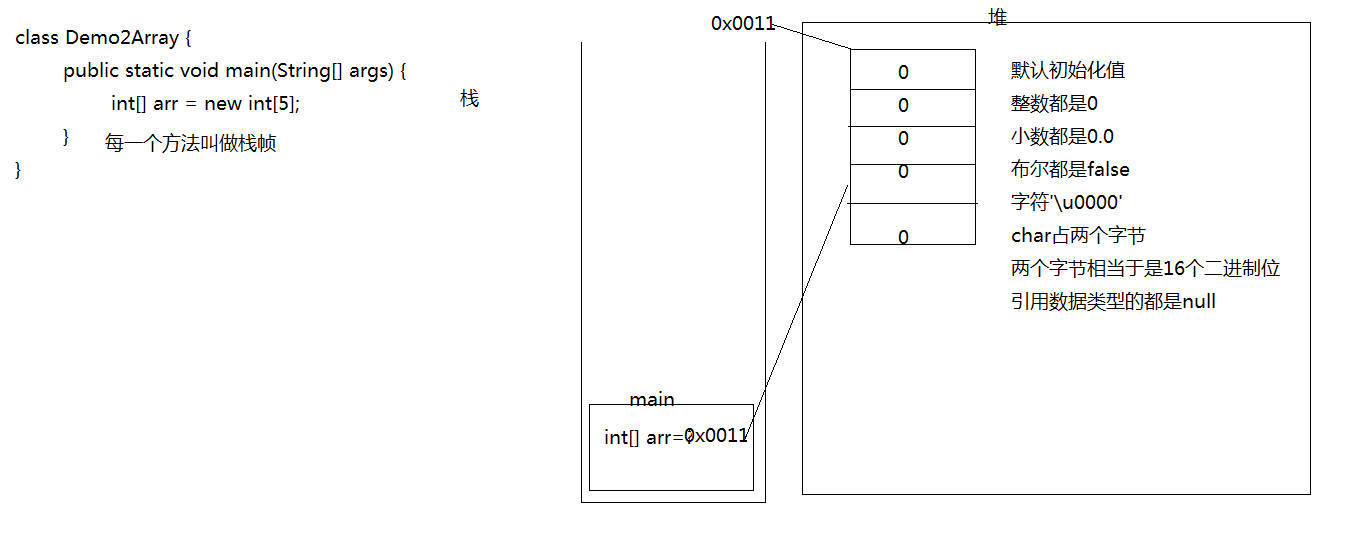 class Demo2Array {
public static void main(String[] args) {
int[] arr = new int[5];
}
每一个方法叫做栈帧
}
栈
0x0011
堆
0
0
0
0
0
默认初始化值
整数都是0
小数都是0.0
布尔都是false
字符'\u0000'
char占两个字节
两个字节相当于是16个二进制位
引用数据类型的都是null
main
int[] arr=0x0011